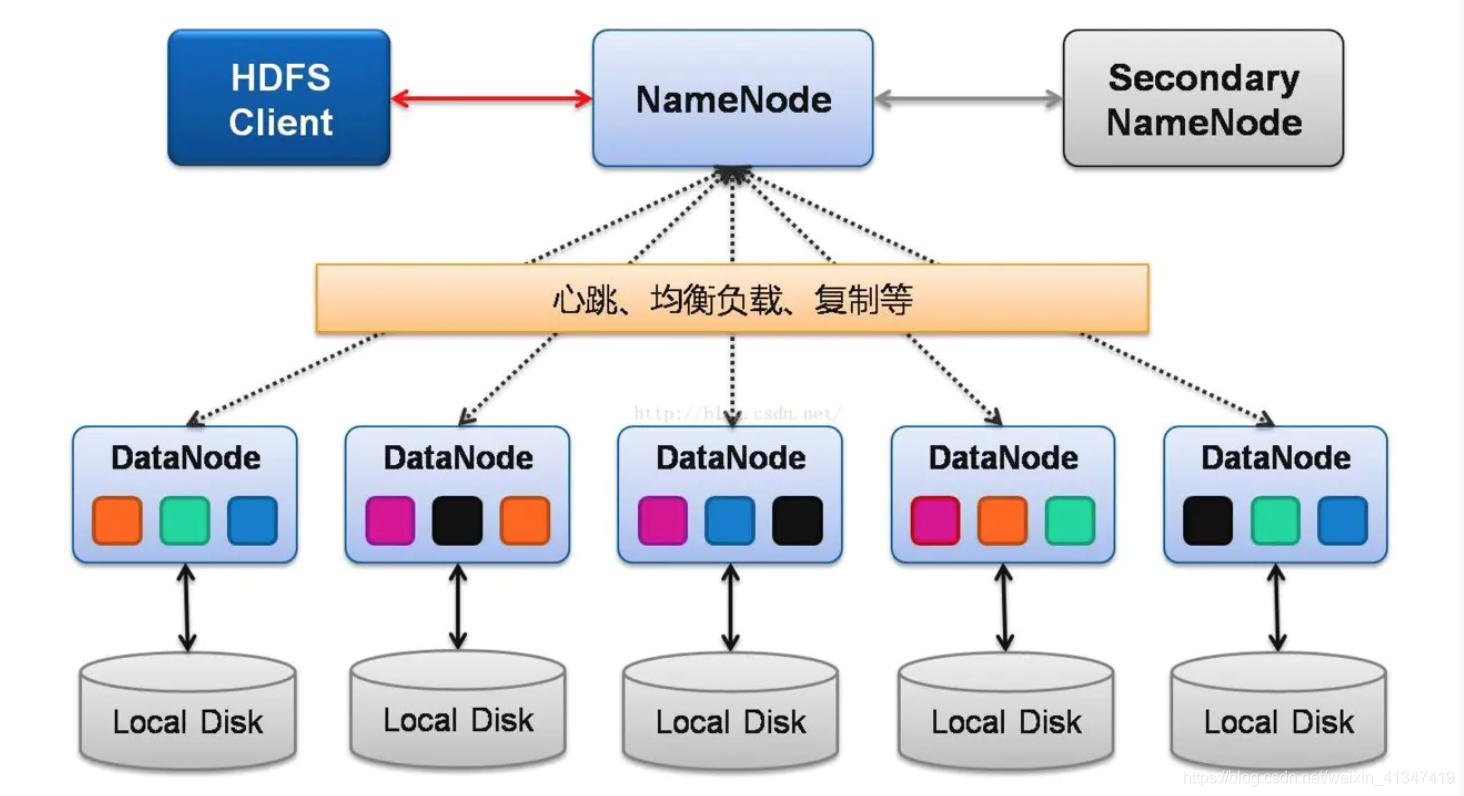 HDFS
Client
NameNode
Secondary
NameNode
心跳、均衡负载、复制等
http://blog.csdn.net/
DataNode
DataNode
DataNode
DataNode
DataNode
Local Disk
Local Disk
Local Disk
Local Disk
Local Disk
https://blog.csdn.net/weixin_41347419